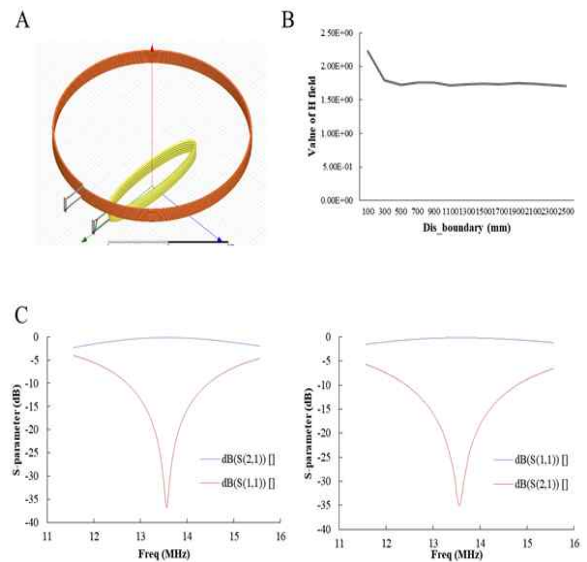 A
B
2.50E+00
2.00E+00
1.50E+00
1.00E+00
5.00E-01
0.00E+00
Value of H field
100 300 500 700 900 1100 1300 1500 1700 1900 2100 2300 2500
Dis_boundary (mm)
C
0
-5
-10
-15
-20
-25
-30
-35
-40
S-parameter (dB)
dB(S(2,1)) []
dB(S(1,1)) []
11 12 13 14 15 16
Freq (MHz)
0
-5
-10
-15
-20
-25
-30
-35
-40
S-parameter (dB)
dB(S(1,1)) []
dB(S(2,1)) []
11 12 13 14 15 16
Freq (MHz)